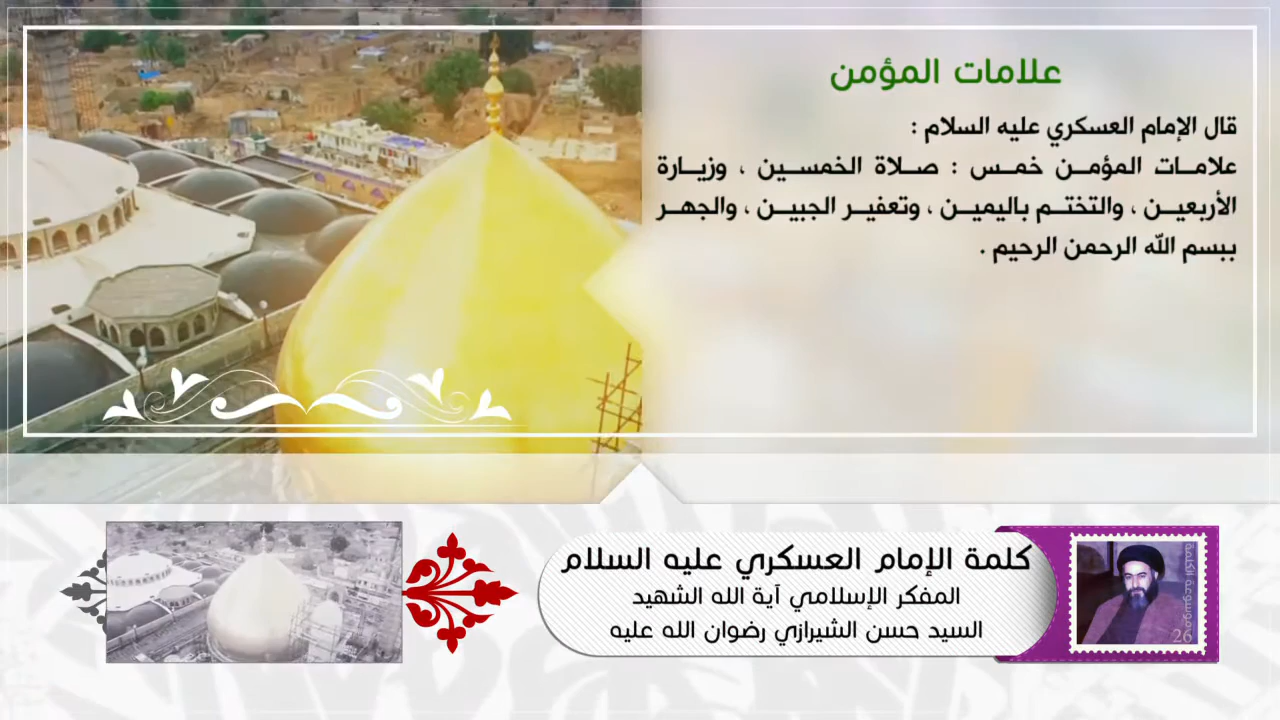 علامات المؤمن
قال الإمام العسكري عليه السلام :
علامات المؤمن خمس : صلاة الخمسين ، وزيارة
الأربعين ، والتختم باليمين ، وتعفير الجبين ، والجهر
ببسم الله الرحمن الرحيم .
كلمة الإمام العسكري عليه السلام
المفكر الإسلامي آية الله الشهيد
السيد حسن الشيرازي رضوان الله عليه
موسوعة الكلمة
26